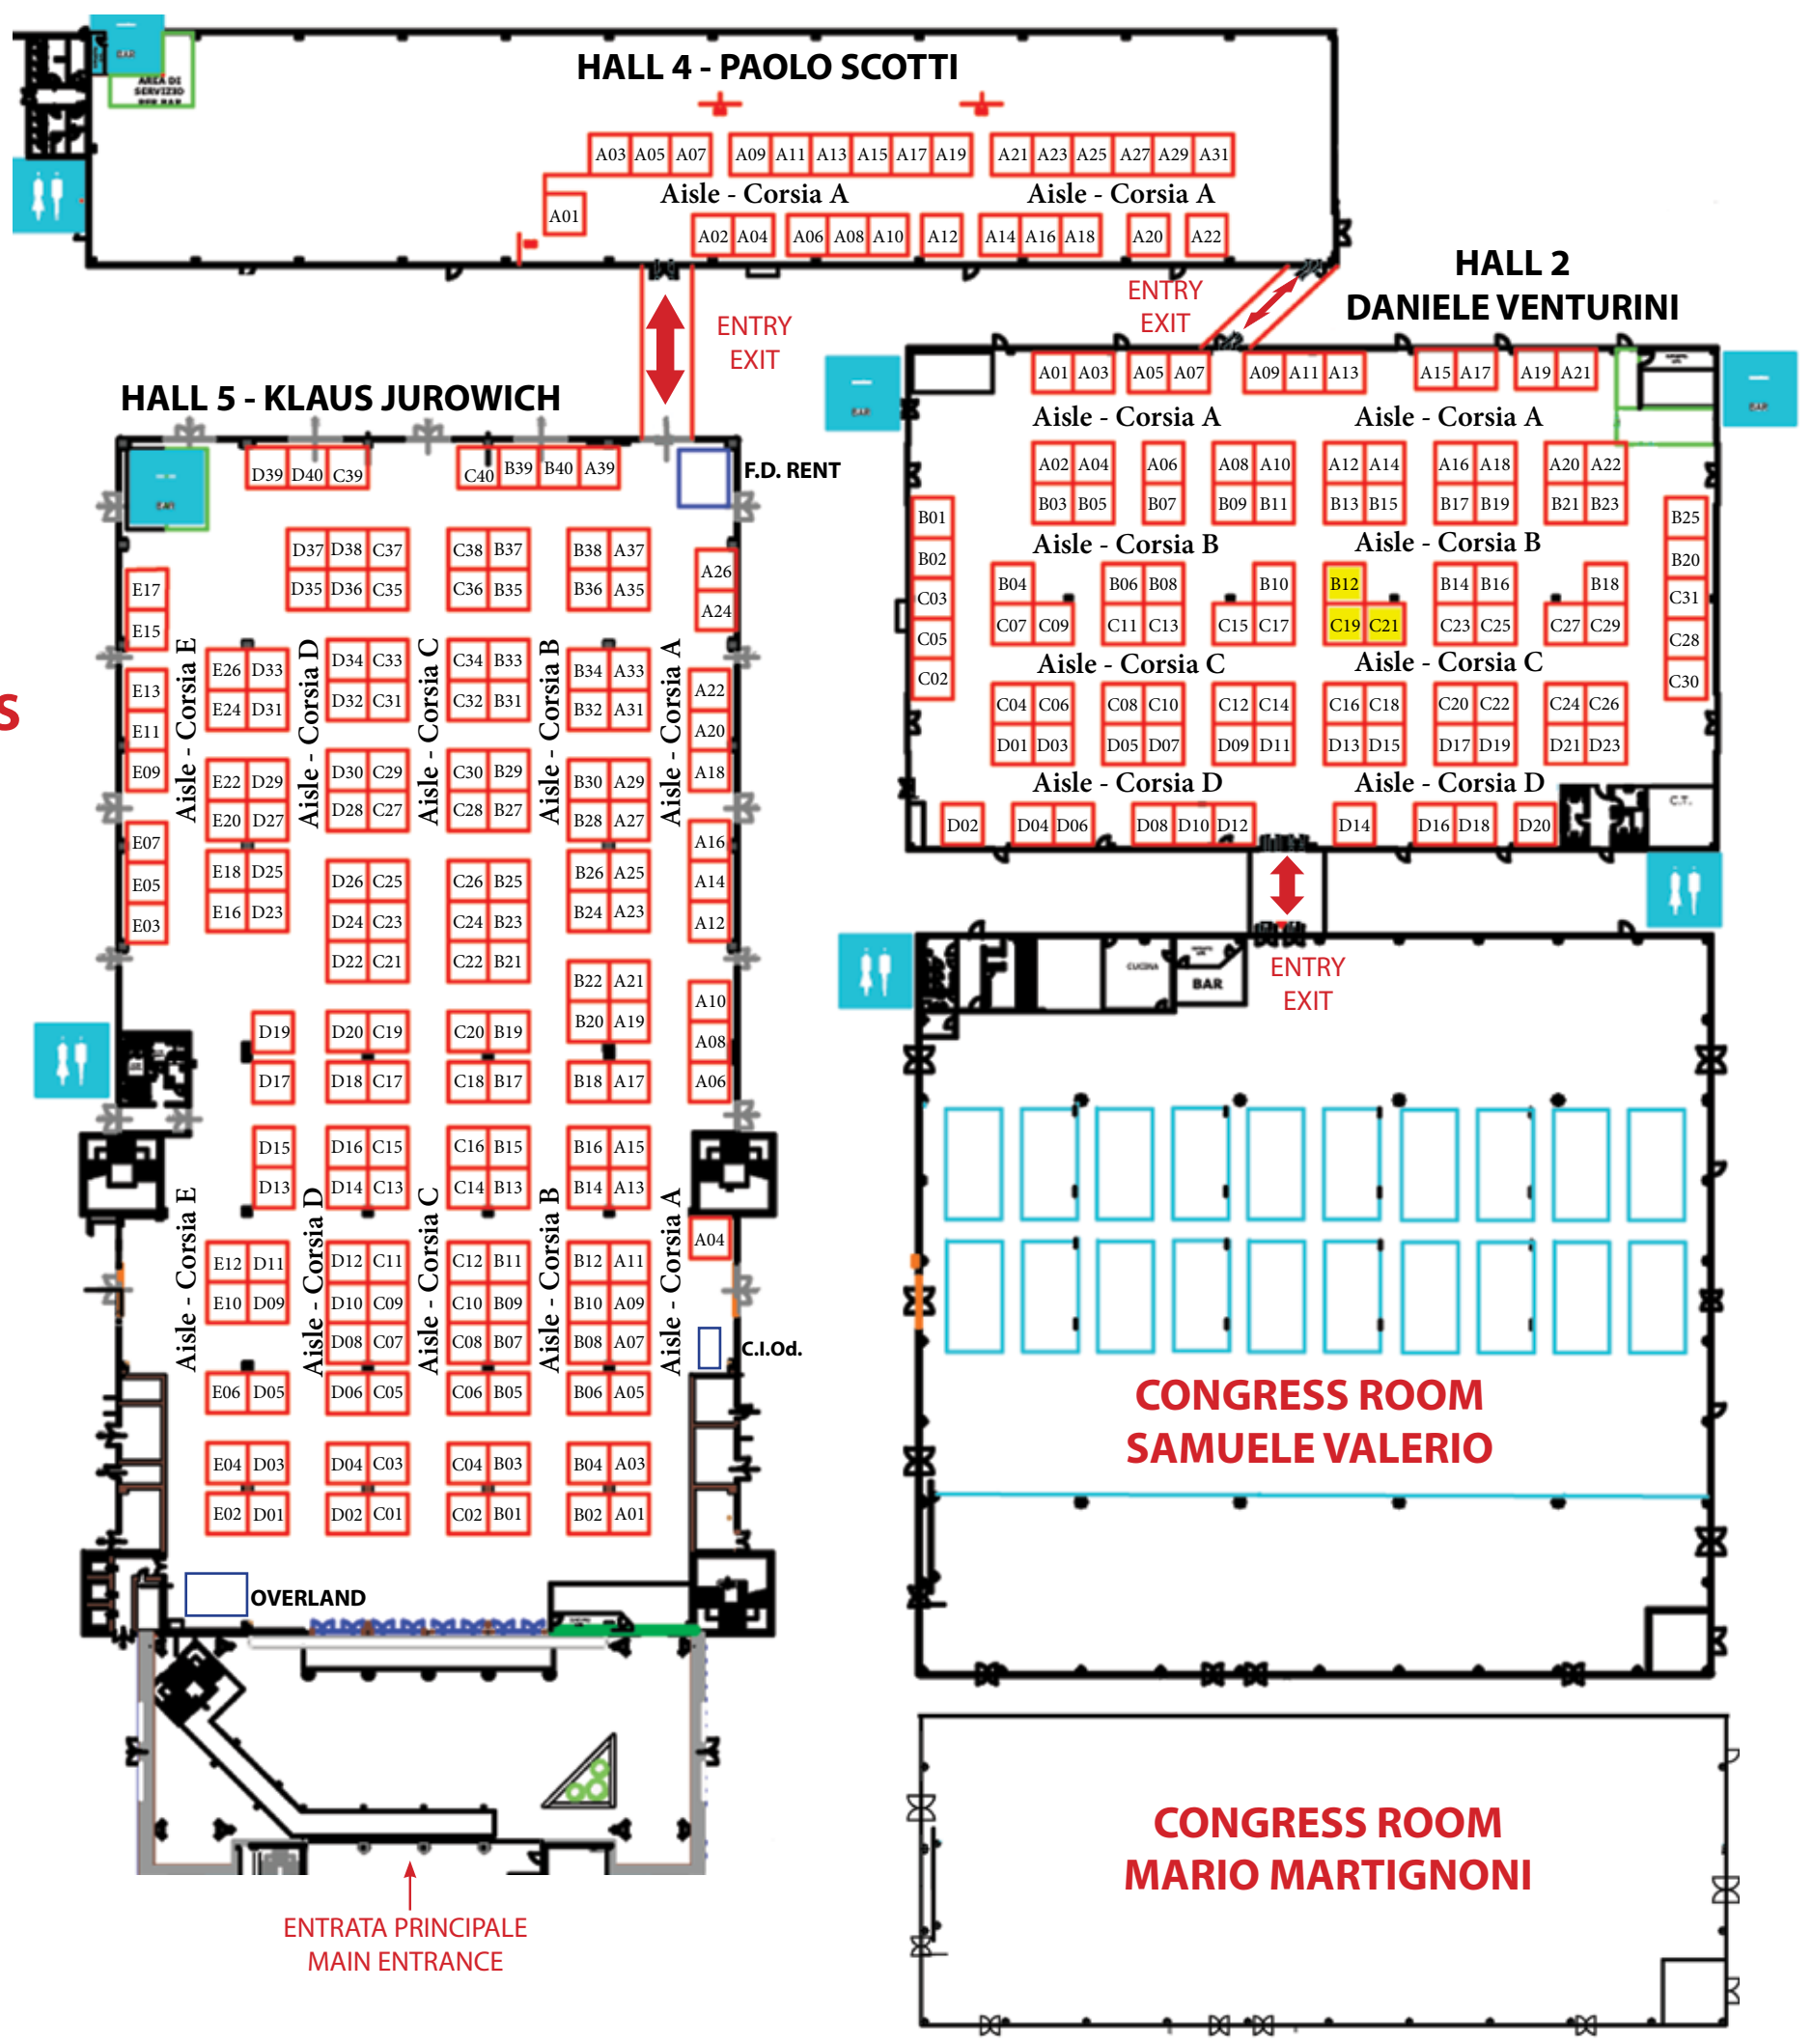 BAR
AREA DI
SERVIZIO
PER BAR
HALL 4 - PAOLO SCOTTI
A03 A05 A07 A09 A11 A13 A15 A17 A19 A21 A23 A25 A27 A29 A31
Aisle - Corsia A Aisle - Corsia A
A01
A02 A04 A06 A08 A10 A12 A14 A16 A18 A20 A22
ENTRY
EXIT
ENTRY
EXIT
HALL 2
DANIELE VENTURINI
BAR
BAR
A01 A03 A05 A07 A09 A11 A13 A15 A17 A19 A21
Aisle - Corsia A Aisle - Corsia A
A02 A04 A06 A08 A10 A12 A14 A16 A18 A20 A22
B03 B05 B07 B09 B11 B13 B15 B17 B19 B21 B23
B01
B02
C03
C05
C02
B25
B20
C31
C28
C30
Aisle - Corsia B Aisle - Corsia B
B04 B06 B08 B10 B12 B14 B16 B18
C07 C09 C11 C13 C15 C17 C19 C21 C23 C25 C27 C29
Aisle - Corsia C Aisle - Corsia C
C04 C06 C08 C10 C12 C14 C16 C18 C20 C22 C24 C26
D01 D03 D05 D07 D09 D11 D13 D15 D17 D19 D21 D23
Aisle - Corsia D Aisle - Corsia D
C.T.
D02 D04 D06 D08 D10 D12 D14 D16 D18 D20
HALL 5 - KLAUS JUROWICH
F.D. RENT
BAR
D39 D40 C39 C40 B39 B40 A39
D37 D38 C37 C38 B37 B38 A37
D35 D36 C35 C36 B35 B36 A35
A26
A24
E17
E15
E13
E11
E09
E07
E05
E03
Aisle - Corsia E
Aisle - Corsia D
Aisle - Corsia C
Aisle - Corsia B
Aisle - Corsia A
E26 D33 D34 C33 C34 B33 B34 A33
E24 D31 D32 C31 C32 B31 B32 A31
A22
A20
A18
E22 D29 D30 C29 C30 B29 B30 A29
E20 D27 D28 C27 C28 B27 B28 A27
A16
A14
A12
E18 D25 D26 C25 C26 B25 B26 A25
E16 D23 D24 C23 C24 B23 B24 A23
D22 C21 C22 B21 B22 A21
B20 A19
A10
A08
A06
D19 D20 C19 C20 B19
D17 D18 C17 C18 B17 B18 A17
D15 D16 C15 C16 B15 B16 A15
D13 D14 C13 C14 B13 B14 A13
A04
Aisle - Corsia E
Aisle - Corsia D
Aisle - Corsia C
Aisle - Corsia B
Aisle - Corsia A
E12 D11 D12 C11 C12 B11 B12 A11
E10 D09 D10 C09 C10 B09 B10 A09
D08 C07 C08 B07 B08 A07
C.I.Od.
E06 D05 D06 C05 C06 B05 B06 A05
E04 D03 D04 C03 C04 B03 B04 A03
E02 D01 D02 C01 C02 B01 B02 A01
OVERLAND
ENTRATA PRINCIPALE
MAIN ENTRANCE
S
CUCINA
BAR
ENTRY
EXIT
CONGRESS ROOM
SAMUELE VALERIO
CONGRESS ROOM
MARIO MARTIGNONI